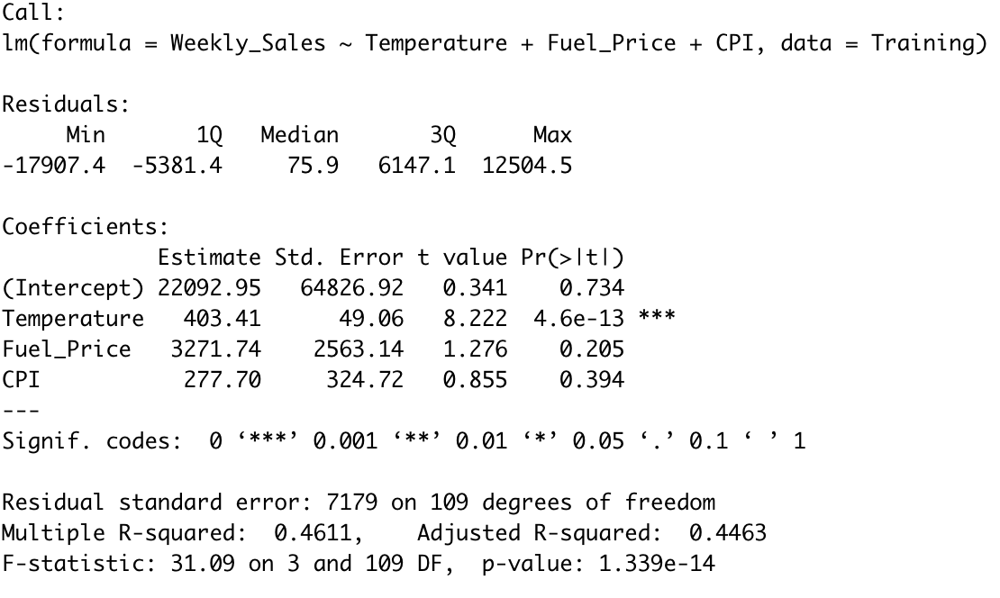 Call:
lm(formula = Weekly_Sales ~ Temperature + Fuel_Price + CPI, data = Training)
Residuals:
     Min       1Q   Median       3Q      Max
-17907.4  -5381.4     75.9   6147.1  12504.5
Coefficients:
            Estimate Std. Error t value Pr(>|t|)
(Intercept) 22092.95   64826.92   0.341    0.734
Temperature   403.41      49.06   8.222  4.6e-13 ***
Fuel_Price   3271.74    2563.14   1.276    0.205
CPI           277.70     324.72   0.855    0.394
---
Signif. codes:  0 ‘***’ 0.001 ‘**’ 0.01 ‘*’ 0.05 ‘.’ 0.1 ‘ ’ 1
Residual standard error: 7179 on 109 degrees of freedom
Multiple R-squared:  0.4611,    Adjusted R-squared:  0.4463
F-statistic: 31.09 on 3 and 109 DF,  p-value: 1.339e-14